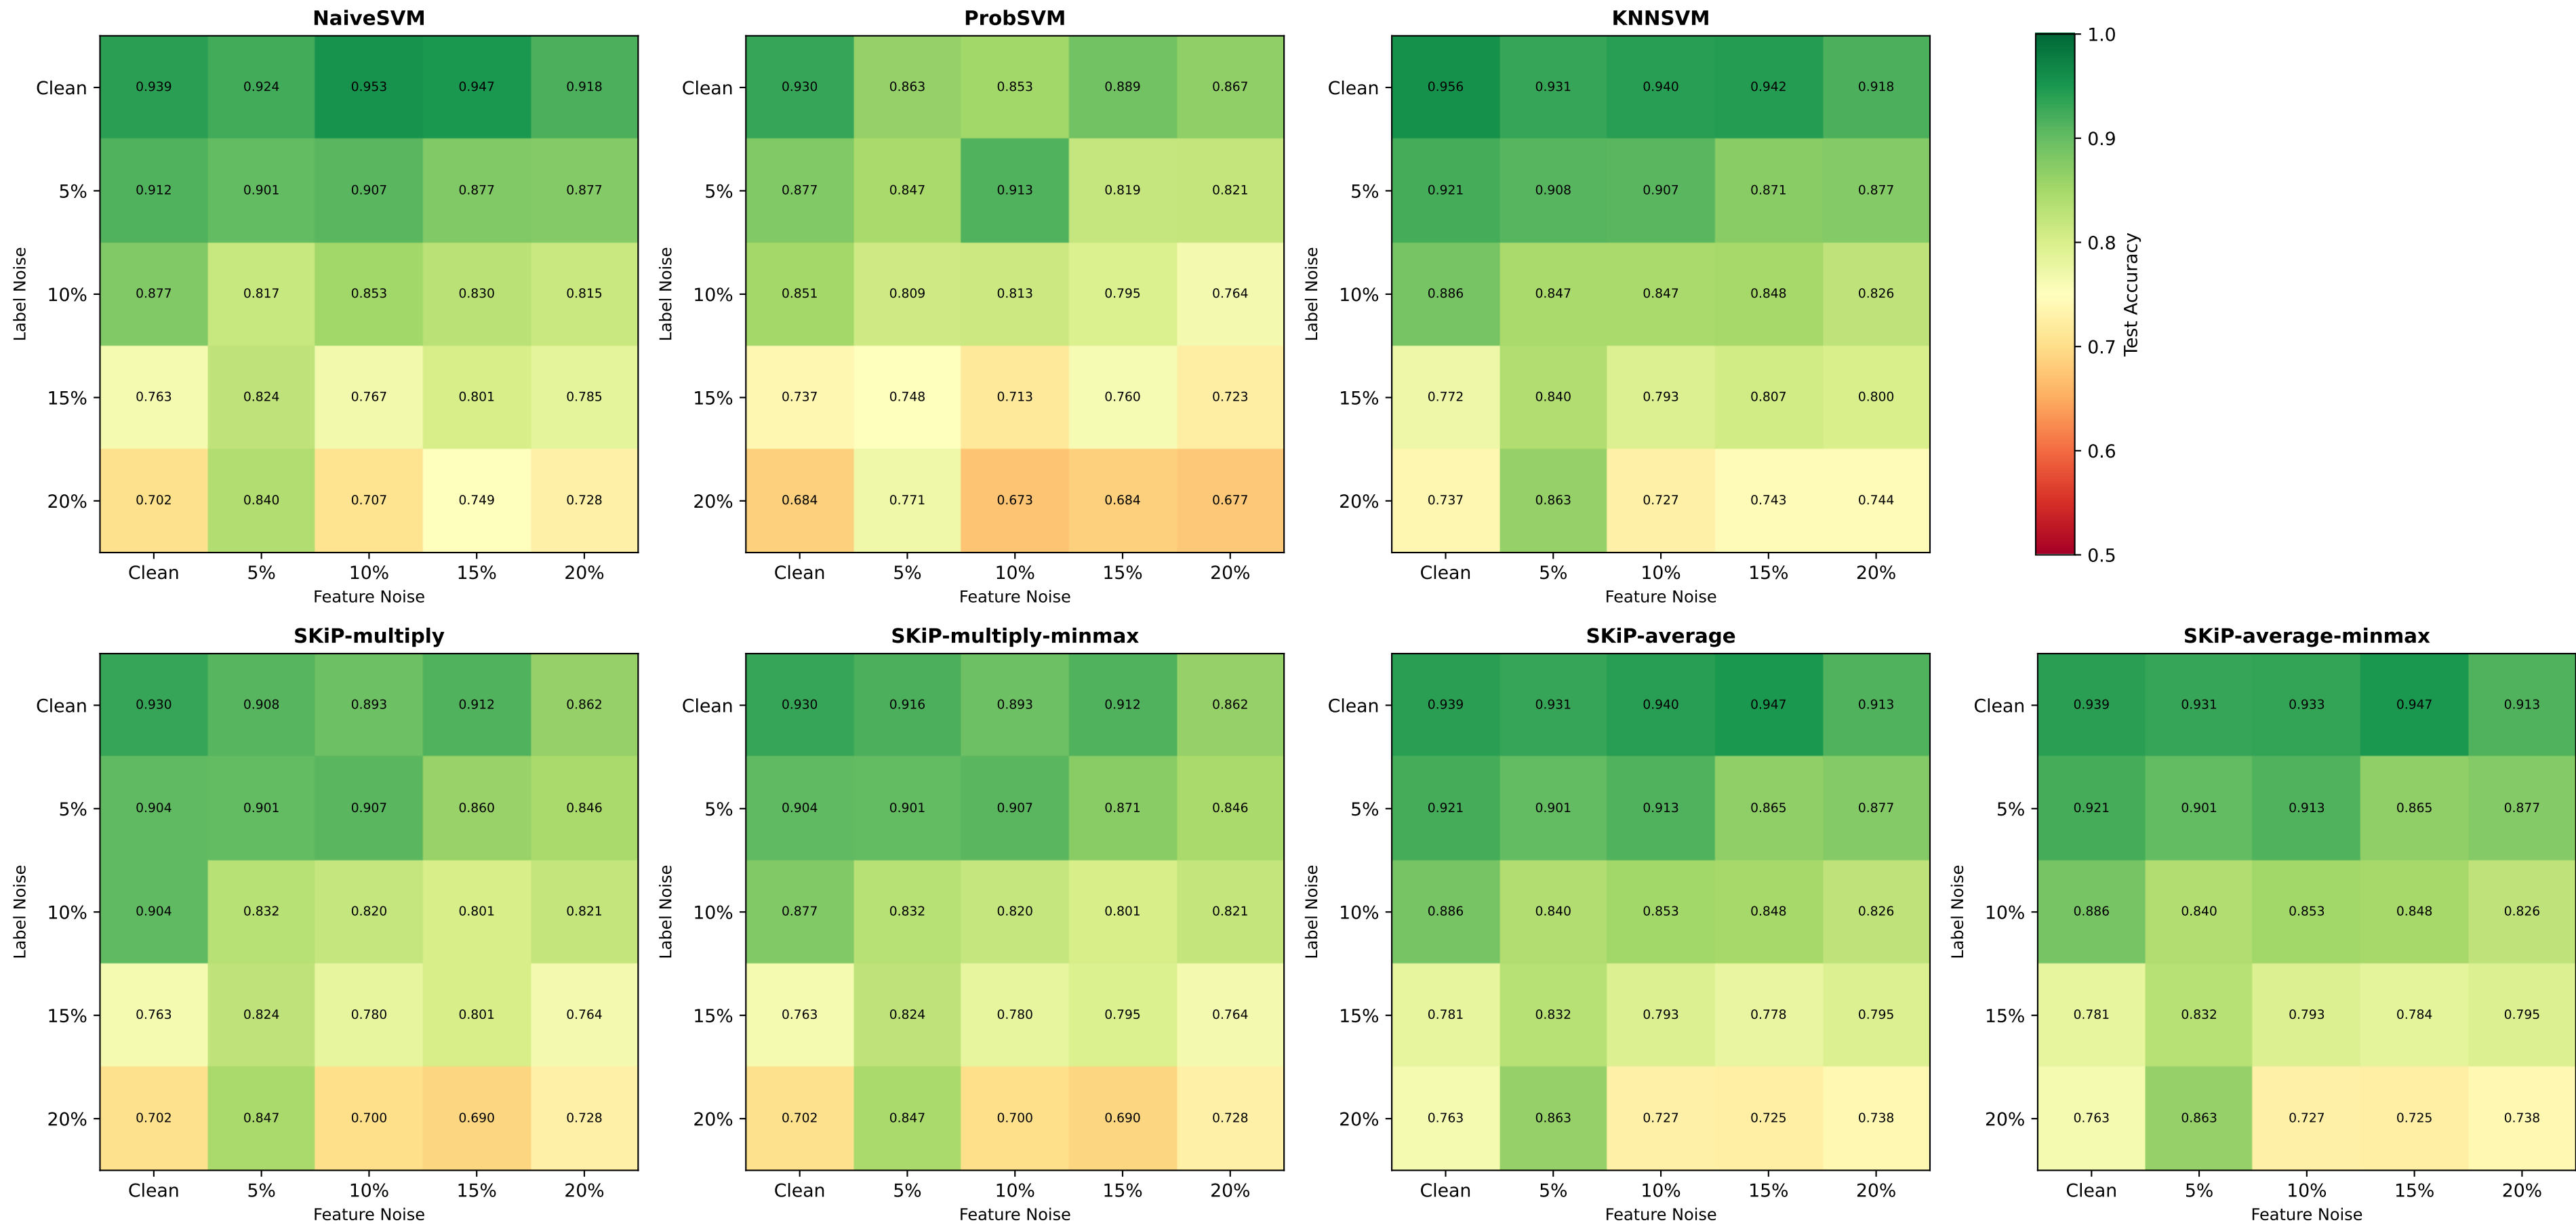 NaiveSVM
Clean 0.939 0.924 0.953 0.947 0.918
5% 0.912 0.901 0.907 0.877 0.877
10% 0.877 0.817 0.853 0.830 0.815
15% 0.763 0.824 0.767 0.801 0.785
20% 0.702 0.840 0.707 0.749 0.728
Label Noise
Clean 5% 10% 15% 20%
Feature Noise
ProbSVM
Clean 0.930 0.863 0.853 0.889 0.867
5% 0.877 0.847 0.913 0.819 0.821
10% 0.851 0.809 0.813 0.795 0.764
15% 0.737 0.748 0.713 0.760 0.723
20% 0.684 0.771 0.673 0.684 0.677
Label Noise
Clean 5% 10% 15% 20%
Feature Noise
KNNSVM
Clean 0.956 0.931 0.940 0.942 0.918
5% 0.921 0.908 0.907 0.871 0.877
10% 0.886 0.847 0.847 0.848 0.826
15% 0.772 0.840 0.793 0.807 0.800
20% 0.737 0.863 0.727 0.743 0.744
Label Noise
Clean 5% 10% 15% 20%
Feature Noise
1.0
0.9
0.8
0.7
0.6
0.5
Test Accuracy
SKiP-multiply
Clean 0.930 0.908 0.893 0.912 0.862
5% 0.904 0.901 0.907 0.860 0.846
10% 0.904 0.832 0.820 0.801 0.821
15% 0.763 0.824 0.780 0.801 0.764
20% 0.702 0.847 0.700 0.690 0.728
Label Noise
Clean 5% 10% 15% 20%
Feature Noise
SKiP-multiply-minmax
Clean 0.930 0.916 0.893 0.912 0.862
5% 0.904 0.901 0.907 0.871 0.846
10% 0.877 0.832 0.820 0.801 0.821
15% 0.763 0.824 0.780 0.795 0.764
20% 0.702 0.847 0.700 0.690 0.728
Label Noise
Clean 5% 10% 15% 20%
Feature Noise
SKiP-average
Clean 0.939 0.931 0.940 0.947 0.913
5% 0.921 0.901 0.913 0.865 0.877
10% 0.886 0.840 0.853 0.848 0.826
15% 0.781 0.832 0.793 0.778 0.795
20% 0.763 0.863 0.727 0.725 0.738
Label Noise
Clean 5% 10% 15% 20%
Feature Noise
SKiP-average-minmax
Clean 0.939 0.931 0.933 0.947 0.913
5% 0.921 0.901 0.913 0.865 0.877
10% 0.886 0.840 0.853 0.848 0.826
15% 0.781 0.832 0.793 0.784 0.795
20% 0.763 0.863 0.727 0.725 0.738
Label Noise
Clean 5% 10% 15% 20%
Feature Noise